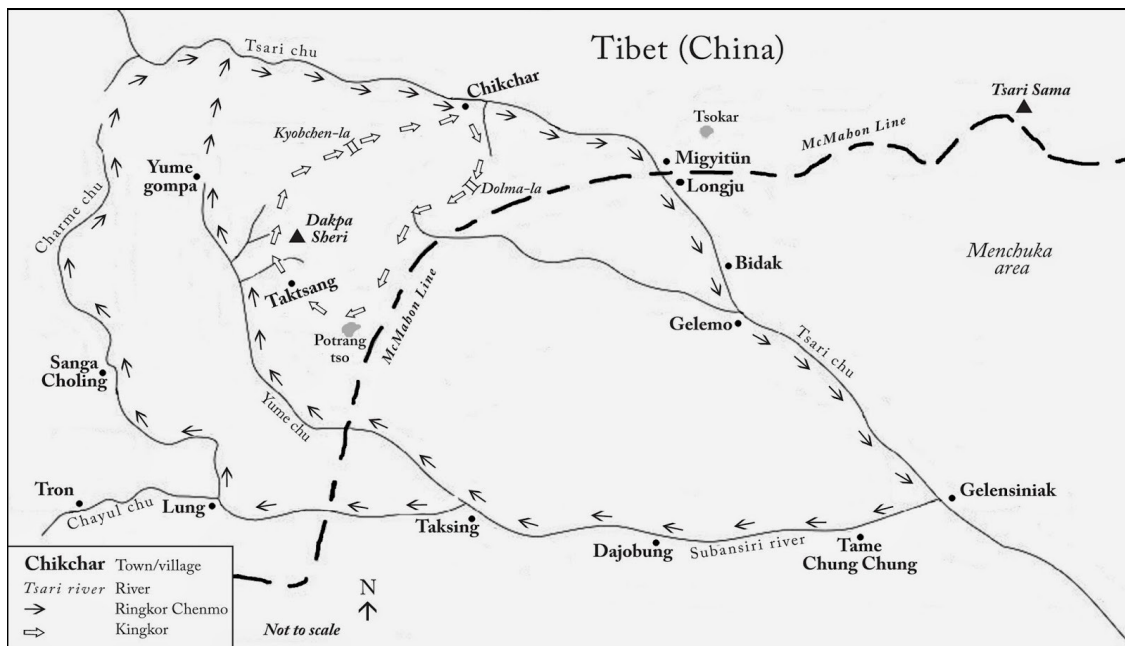 Tibet (China)
Tsari chu
Chikchar
Tsari Sama
Tsokar
McMahon Line
Kyobchen-la
Migyitün
Longju
Yume
gompa
Dolma-la
Charme chu
Dakpa
Sheri
Menchuka
area
Bidak
Taktsang
McMahon Line
Gelemo
Potrang
tso
Tsari chu
Sanga
Choling
Yume chu
Tron
Chayul chu
Lung
Taksing
Gelensiniak
Dajobung
Subansiri river
Tame
Chung Chung
Chikchar Town/village
Tsari river River
Ringkor Chenmo
Kingkor
N
Not to scale